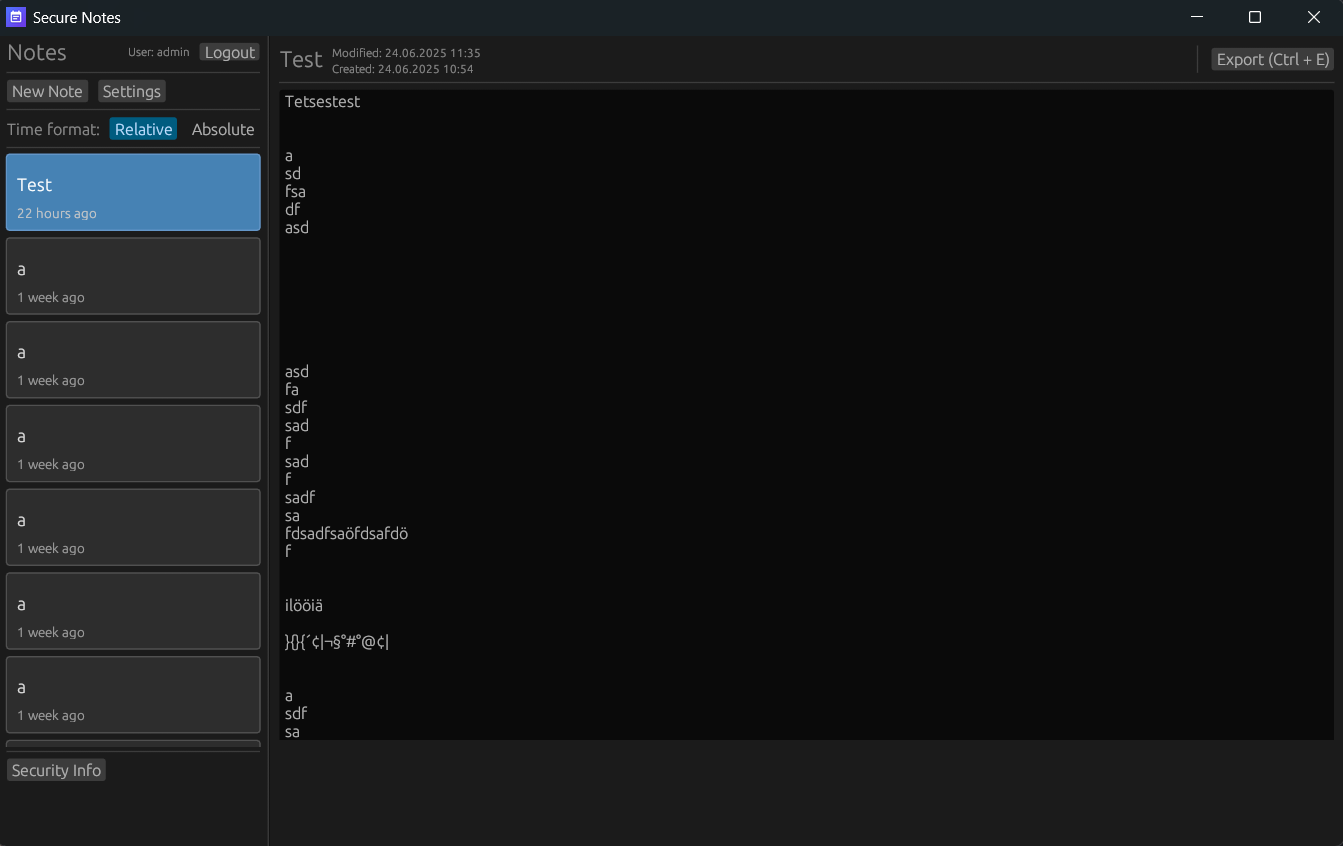 Secure Notes
Notes
User: admin
Logout
New Note
Settings
Time format:
Relative
Absolute
Test
22 hours ago
a
1 week ago
a
1 week ago
a
1 week ago
a
1 week ago
a
1 week ago
a
1 week ago
Security Info
Test
Modified: 24.06.2025 11:35
Created: 24.06.2025 10:54
Export (Ctrl + E)
Tetsestest
a
sd
fsa
df
asd
asd
fa
sdf
sad
f
sad
f
sadf
sa
fdsadfsaöfdsafdö
f
ilööiä
}{}{´¢|¬§°#°@¢|
a
sdf
sa